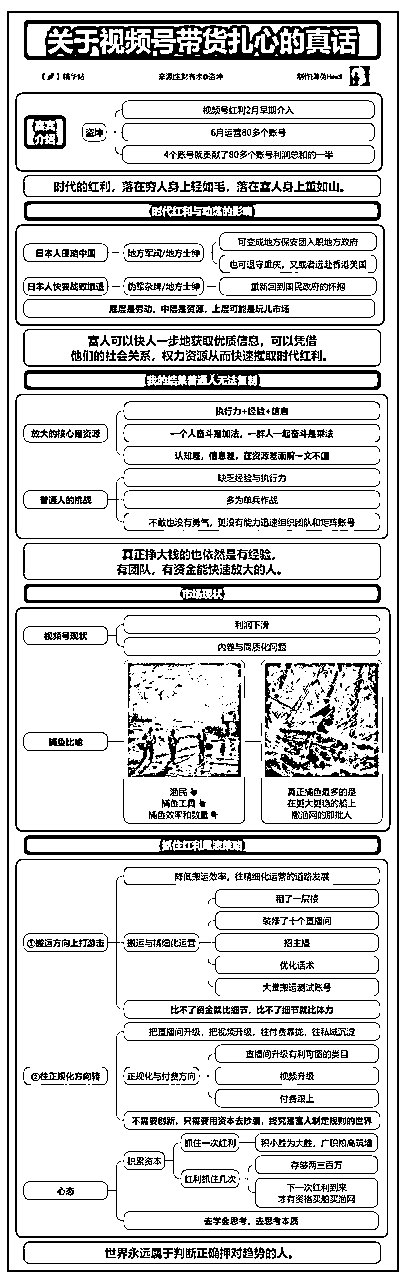 关于视频号带货扎心的真话
盗坤
视频号红利2月早期介入
6月运营80多个账号
4个账号就贡献了80多个账号利润总和的一半
时代的红利，落在穷人身上轻如毛，落在富人身上重如山。
时代红利与动荡的影响
日本人侵略中国
地方军阀/地方士绅
可变成地方保安团入职地方政府
也可退守重庆，又或者远赴香港美国
日本人快要战败撤退
伪军杂牌/地方士绅
重新回到国民政府的怀抱
底层是劳动，中层是资源，上层可能是玩儿市场
富人可以快人一步地获取优质信息，可以凭借
他们的社会关系，权力资源从而快速攫取时代红利。
我的结果普通人无法复制
放大的核心是资源
执行力+经验+信息
一个人奋斗是加法，一群人一起奋斗是乘法
认知差，信息差，在资源差面前一文不值
普通人的挑战
缺乏经验与执行力
多为单兵作战
不敢也没有勇气，更没有能力迅速组织团队和矩阵账号
真正挣大钱的也依然是有经验，
有团队，有资金能快速放大的人。
市场现状
视频号现状
利润下滑
内卷与同质化问题
捕鱼比喻
渔民
捕鱼工具
捕鱼效率和数量
真正捕鱼最多的是
在更大更稳的船上
撒渔网的那批人
抓住红利是家策略
①搬运方向上打游击
降低搬运效率，往精细化运营的道路发展
搬运与精细化运营
租了一层楼
装修了十个直播间
招主播
优化话术
大量搬运测试账号
比不了资金就比细节，比不了细节就比体力
②往正规化方向转
把直播间升级，把视频升级，往付费靠拢，往私域沉淀
正规化与付费方向
直播间升级有利可图的类目
视频升级
付费跟上
不需要创新，只需要用资本去抄袭，终究是富人制定规则的世界
心态
积累资本
抓住一次红利
积小胜为大胜，广积粮高筑墙
红利抓住几次
存够两三百万
下一次红利到来
才有资格买船买渔网
去学会思考，去思考本质
世界永远属于判断正确押对趋势的人。